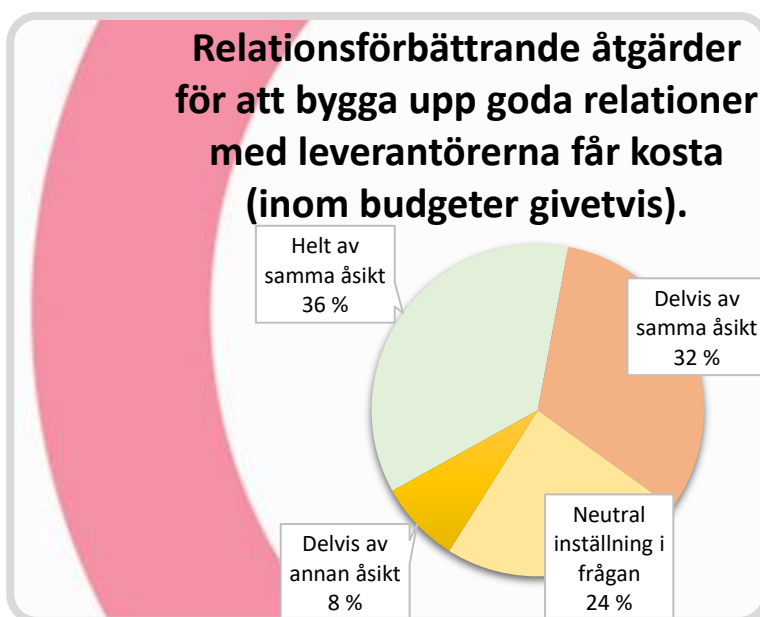 Relationsförbättrande åtgärder
för att bygga upp goda relationer
med leverantörerna får kosta
(inom budgeter givetvis).
Helt av
samma åsikt
36 %
Delvis av
samma åsikt
32 %
Neutral
inställning i
frågan
24 %
Delvis av
annan åsikt
8 %